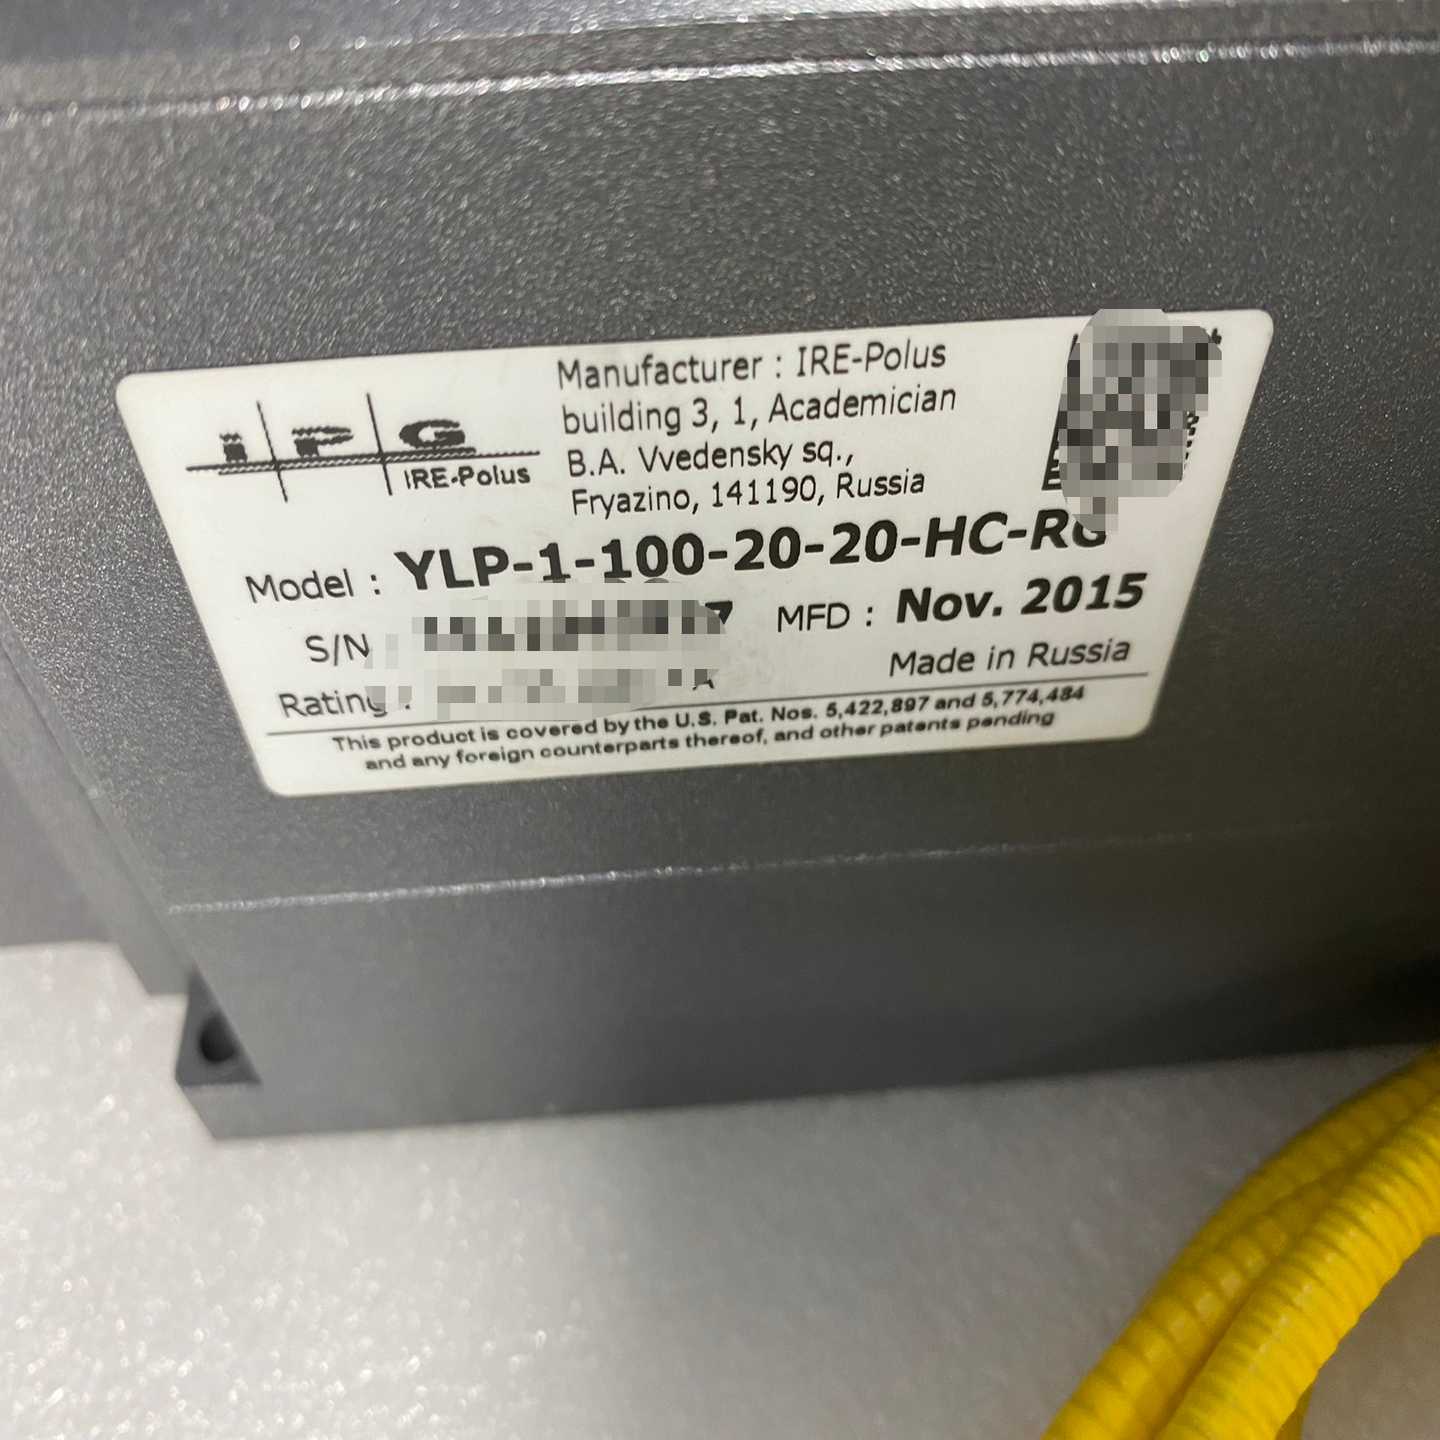 IPG
IRE-Polus
Manufacturer : IRE-Polus
building 3, 1, Academician
B.A. Vvedensky sq.,
Fryazino, 141190, Russia
Model : YLP-1-100-20-20-HC-RG
S/N
MFD : Nov. 2015
Rating :
Made in Russia
This product is covered by the U.S. Pat. Nos. 5,422,897 and 5,774,484
and any foreign counterparts thereof, and other patents pending